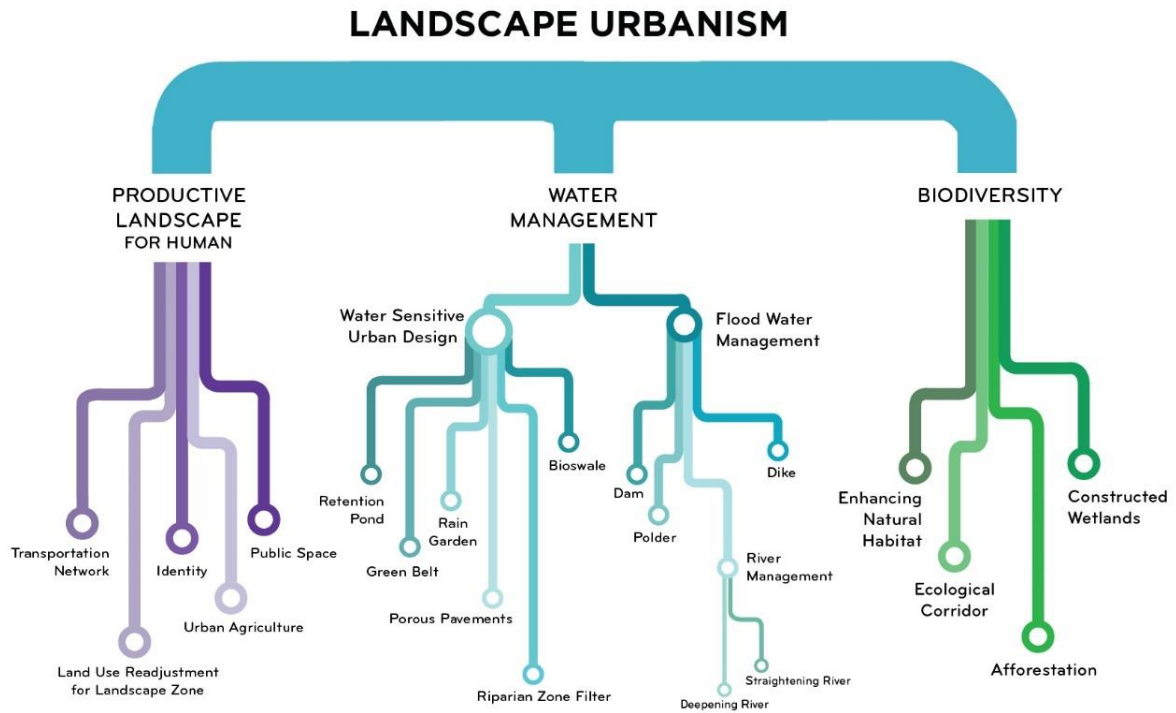 LANDSCAPE URBANISM
PRODUCTIVE
LANDSCAPE
FOR HUMAN
Transportation
Network
Land Use Readjustment
for Landscape Zone
Identity
Urban Agriculture
Public Space
WATER
MANAGEMENT
Water Sensitive
Urban Design
Retention
Pond
Green Belt
Rain
Garden
Porous Pavements
Riparian Zone Filter
Bioswale
Flood Water
Management
Dam
Polder
River
Management
Deepening River
Straightening River
Dike
BIODIVERSITY
Enhancing
Natural
Habitat
Ecological
Corridor
Afforestation
Constructed
Wetlands